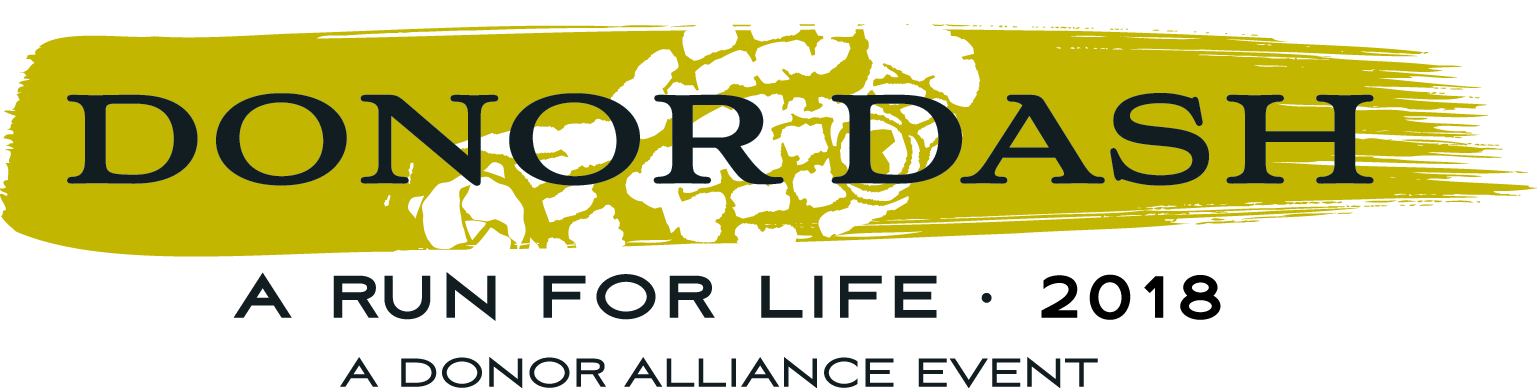 DONOR DASH
A RUN FOR LIFE · 2018
A DONOR ALLIANCE EVENT